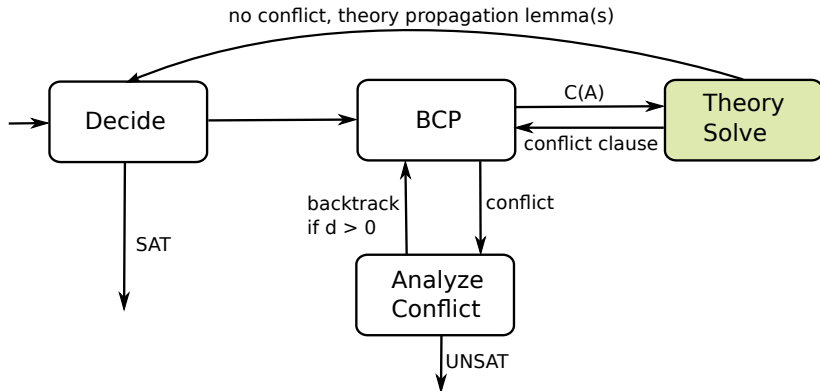 no conflict, theory propagation lemma(s)
Decide
BCP
C(A)
Theory
Solve
conflict clause
backtrack
if d > 0
conflict
SAT
Analyze
Conflict
UNSAT